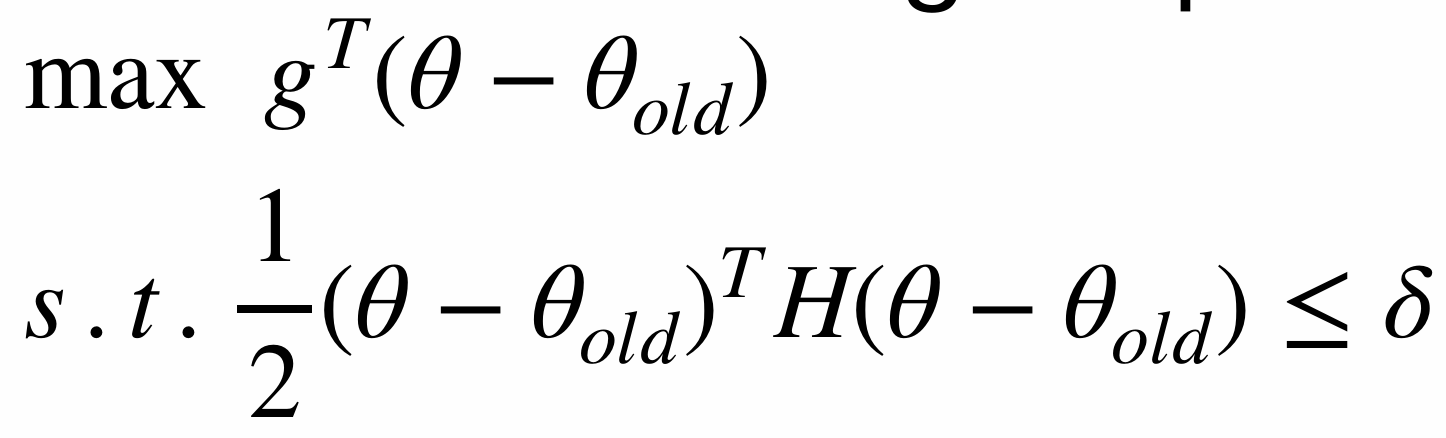 max g^T(θ − θ_old)
s . t . 1/2 (θ − θ_old)^T H(θ − θ_old) ≤ δ